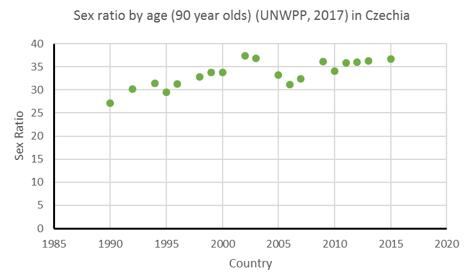 Sex ratio by age (90 year olds) (UNWPP, 2017) in Czechia
40
35
30
25
20
15
10
5
0
Sex Ratio
1985 1990 1995 2000 2005 2010 2015 2020
Country